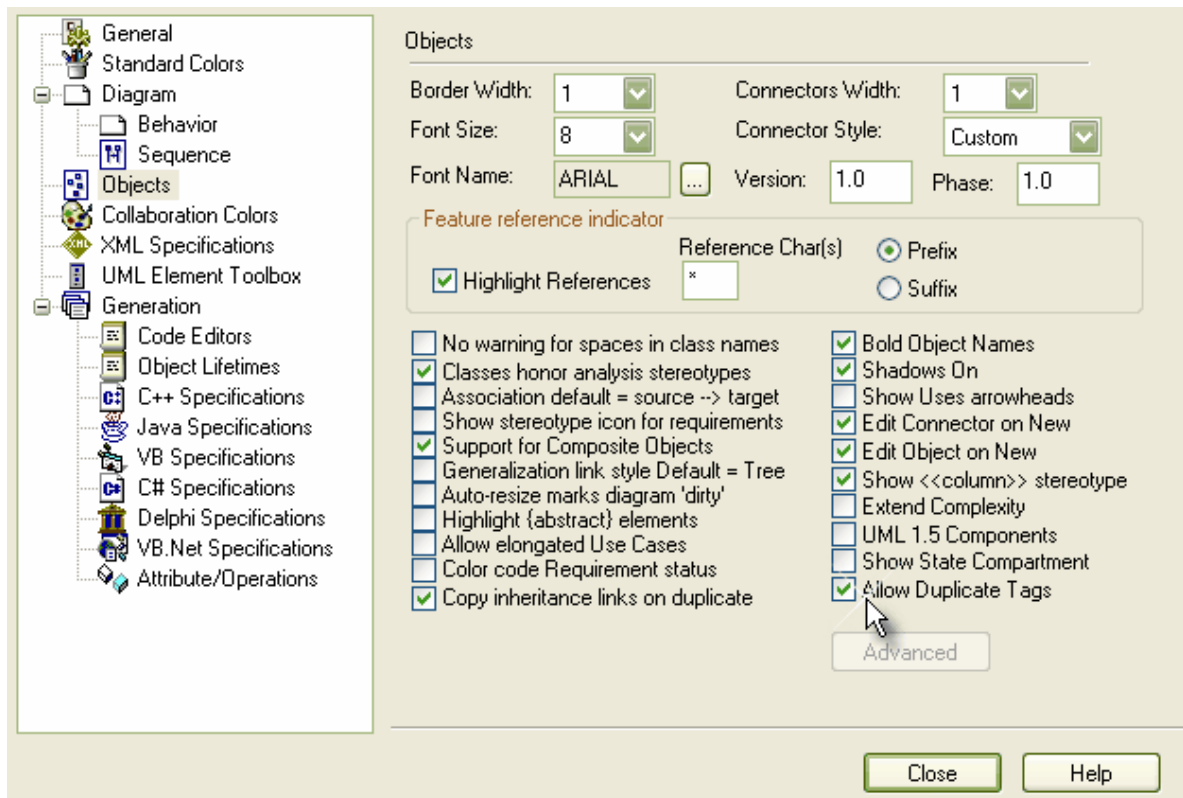 General
Standard Colors
Diagram
Behavior
Sequence
Objects
Collaboration Colors
XML Specifications
UML Element Toolbox
Generation
Code Editors
Object Lifetimes
C++ Specifications
Java Specifications
VB Specifications
C# Specifications
Delphi Specifications
VB.Net Specifications
Attribute/Operations
Objects
Border Width: 1 Connectors Width: 1
Font Size: 8 Connector Style: Custom
Font Name: ARIAL ... Version: 1.0 Phase: 1.0
Feature reference indicator
Reference Char(s) Prefix
Highlight References * Suffix
No warning for spaces in class names
Classes honor analysis stereotypes
Association default = source --> target
Show stereotype icon for requirements
Support for Composite Objects
Generalization link style Default = Tree
Auto-resize marks diagram 'dirty'
Highlight {abstract} elements
Allow elongated Use Cases
Color code Requirement status
Copy inheritance links on duplicate
Bold Object Names
Shadows On
Show Uses arrowheads
Edit Connector on New
Edit Object on New
Show <<column>> stereotype
Extend Complexity
UML 1.5 Components
Show State Compartment
Allow Duplicate Tags
Advanced
Close Help